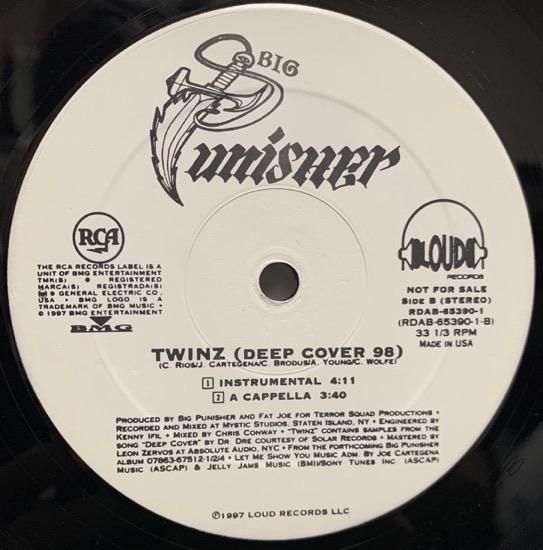 BIG
Punisher
RCA
THE RCA RECORDS LABEL IS A
UNIT OF BMG ENTERTAINMENT
TMK(S) ® REGISTERED
MARCA(S) REGISTRADA(S)
® GENERAL ELECTRIC CO.,
USA • BMG LOGO IS A
TRADEMARK OF BMG MUSIC •
© 1997 BMG ENTERTAINMENT
BMG
LOUD
RECORDS
NOT FOR SALE
SIDE B (STEREO)
RDAB-65390-1
(RDAB-65390-1-B)
33 1/3 RPM
MADE IN USA
TWINZ (DEEP COVER 98)
(C. RIOS/J. CARTEGENA/C. BRODUS/A. YOUNG/C. WOLFE)
1 INSTRUMENTAL 4:11
2 A CAPPELLA 3:40
PRODUCED BY BIG PUNISHER AND FAT JOE FOR TERROR SQUAD PRODUCTIONS •
RECORDED AND MIXED AT MYSTIC STUDIOS, STATEN ISLAND, NY • ENGINEERED BY
KENNY IFIL • MIXED BY CHRIS CONWAY • "TWINZ" CONTAINS SAMPLES FROM THE
SONG "DEEP COVER" BY DR. DRE COURTESY OF SOLAR RECORDS • MASTERED BY
LEON ZERVOS AT ABSOLUTE AUDIO, NYC • FROM THE FORTHCOMING BIG PUNISHER
ALBUM 07863-67512-1/2/4 • LET ME SHOW YOU MUSIC ADM. BY JOE CARTEGENA
MUSIC (ASCAP) & JELLY JAMS MUSIC (BMI)/SONY TUNES INC. (ASCAP)
℗1997 LOUD RECORDS LLC